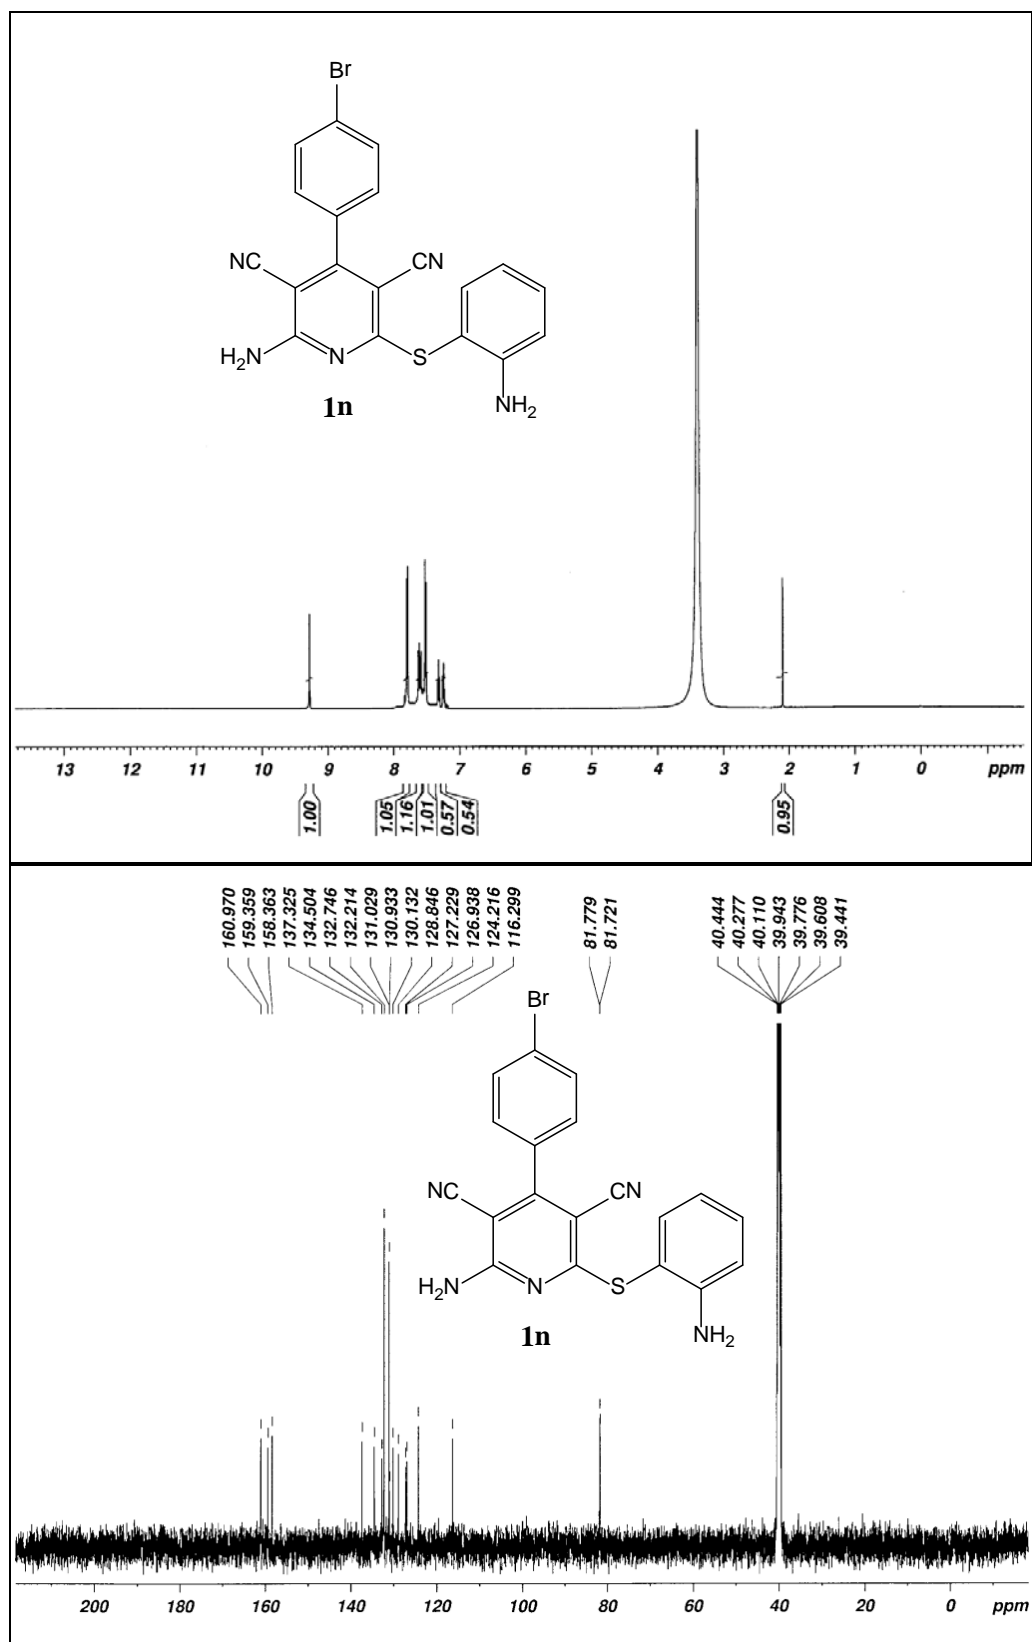 Br
NC
CN
H2N
N
S
NH2
1n
13 12 11 10 9 8 7 6 5 4 3 2 1 0 ppm
1.00
1.05
1.16
1.01
0.57
0.54
0.95
160.970
159.359
158.363
137.325
134.504
132.746
132.214
131.029
130.933
130.132
128.846
127.229
126.938
124.216
116.299
81.779
81.721
40.444
40.277
40.110
39.943
39.776
39.608
39.441
Br
NC
CN
H2N
N
S
NH2
1n
200 180 160 140 120 100 80 60 40 20 0 ppm